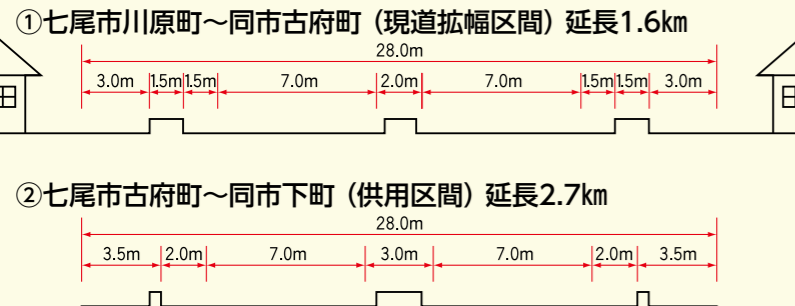 ①七尾市川原町～同市古府町（現道拡幅区間）延長1.6㎞
28.0m
3.0m 1.5m 1.5m 7.0m 2.0m 7.0m 1.5m 1.5m 3.0m
②七尾市古府町～同市下町（供用区間）延長2.7㎞
28.0m
3.5m 2.0m 7.0m 3.0m 7.0m 2.0m 3.5m